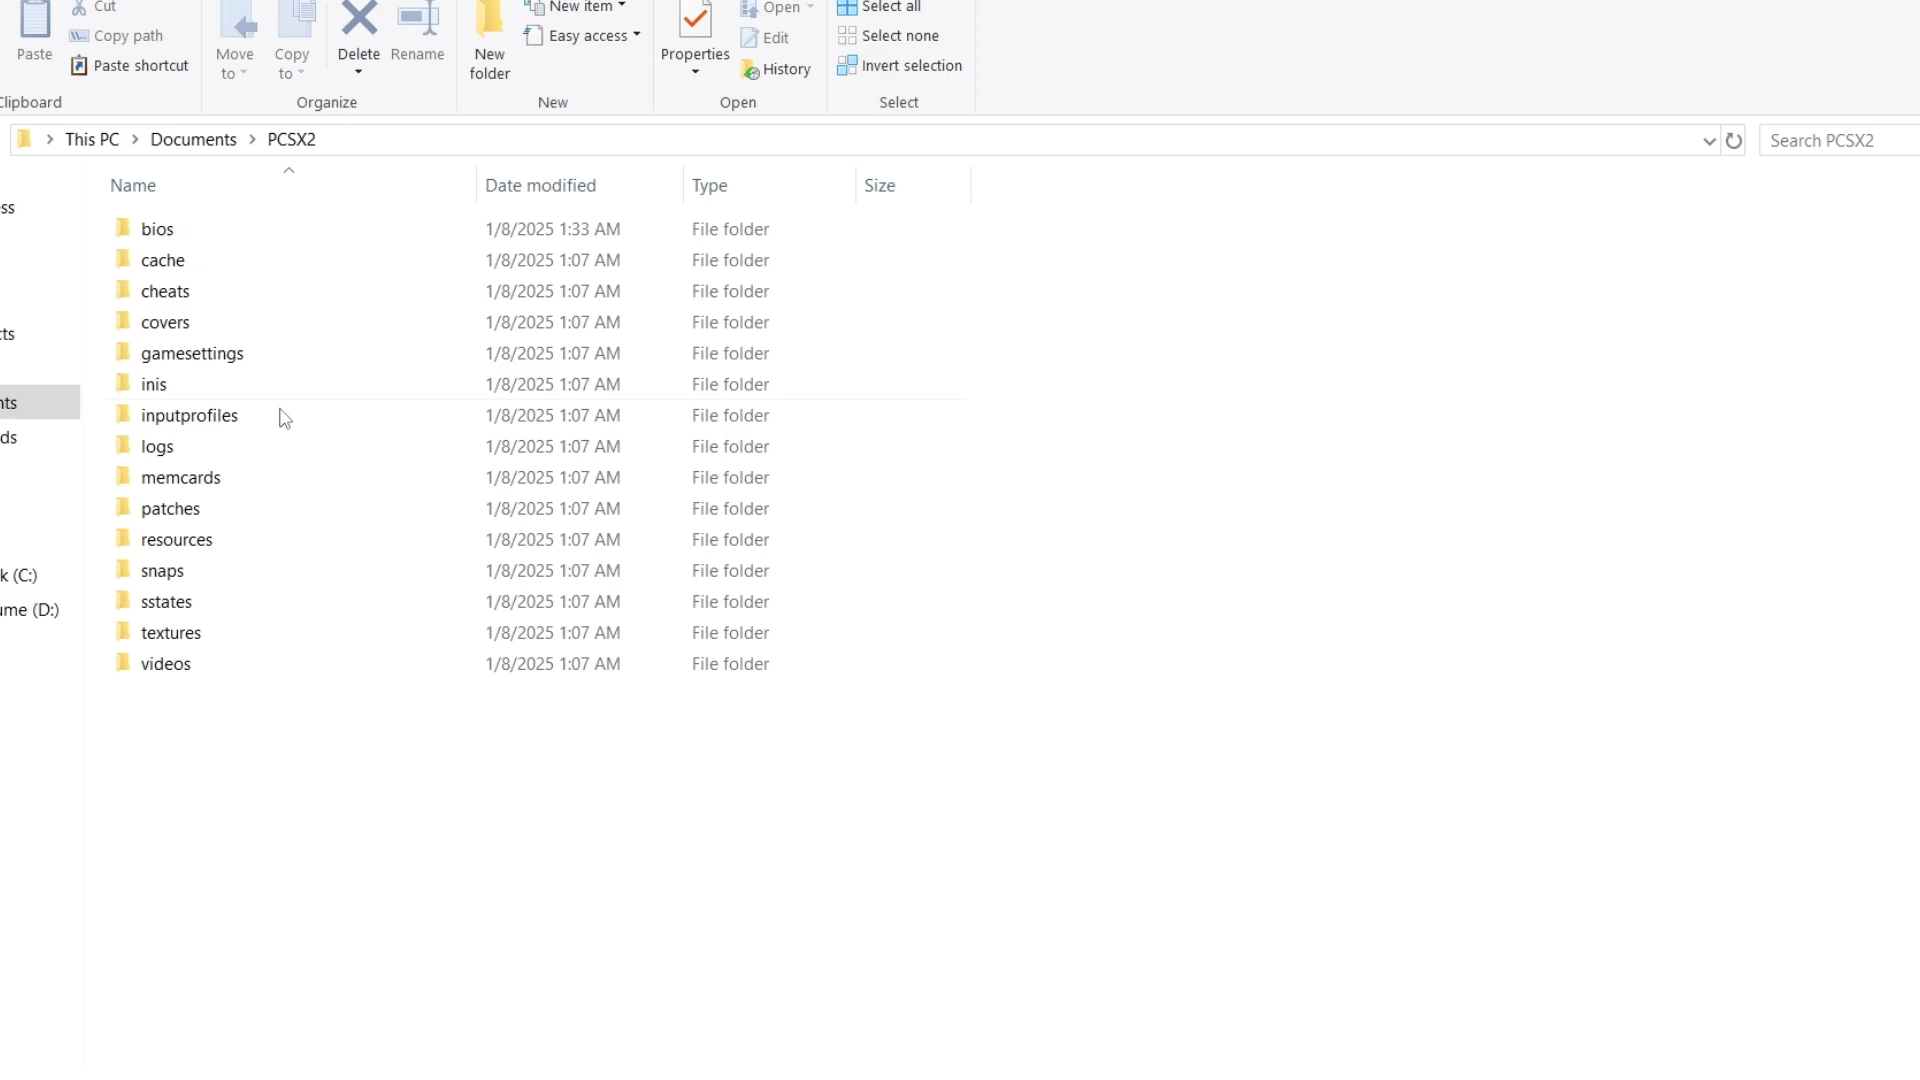 Cut
Copy path
Paste shortcut
Paste
Clipboard
Move to
Copy to
Delete
Rename
Organize
New folder
New item
Easy access
New
Properties
Open
Edit
History
Open
Select all
Select none
Invert selection
Select
This PC > Documents > PCSX2
Search PCSX2
Name Date modified Type Size
bios 1/8/2025 1:33 AM File folder
cache 1/8/2025 1:07 AM File folder
cheats 1/8/2025 1:07 AM File folder
covers 1/8/2025 1:07 AM File folder
gamesettings 1/8/2025 1:07 AM File folder
inis 1/8/2025 1:07 AM File folder
inputprofiles 1/8/2025 1:07 AM File folder
logs 1/8/2025 1:07 AM File folder
memcards 1/8/2025 1:07 AM File folder
patches 1/8/2025 1:07 AM File folder
resources 1/8/2025 1:07 AM File folder
snaps 1/8/2025 1:07 AM File folder
sstates 1/8/2025 1:07 AM File folder
textures 1/8/2025 1:07 AM File folder
videos 1/8/2025 1:07 AM File folder
ss
cts
nts
ds
k (C:)
ume (D:)